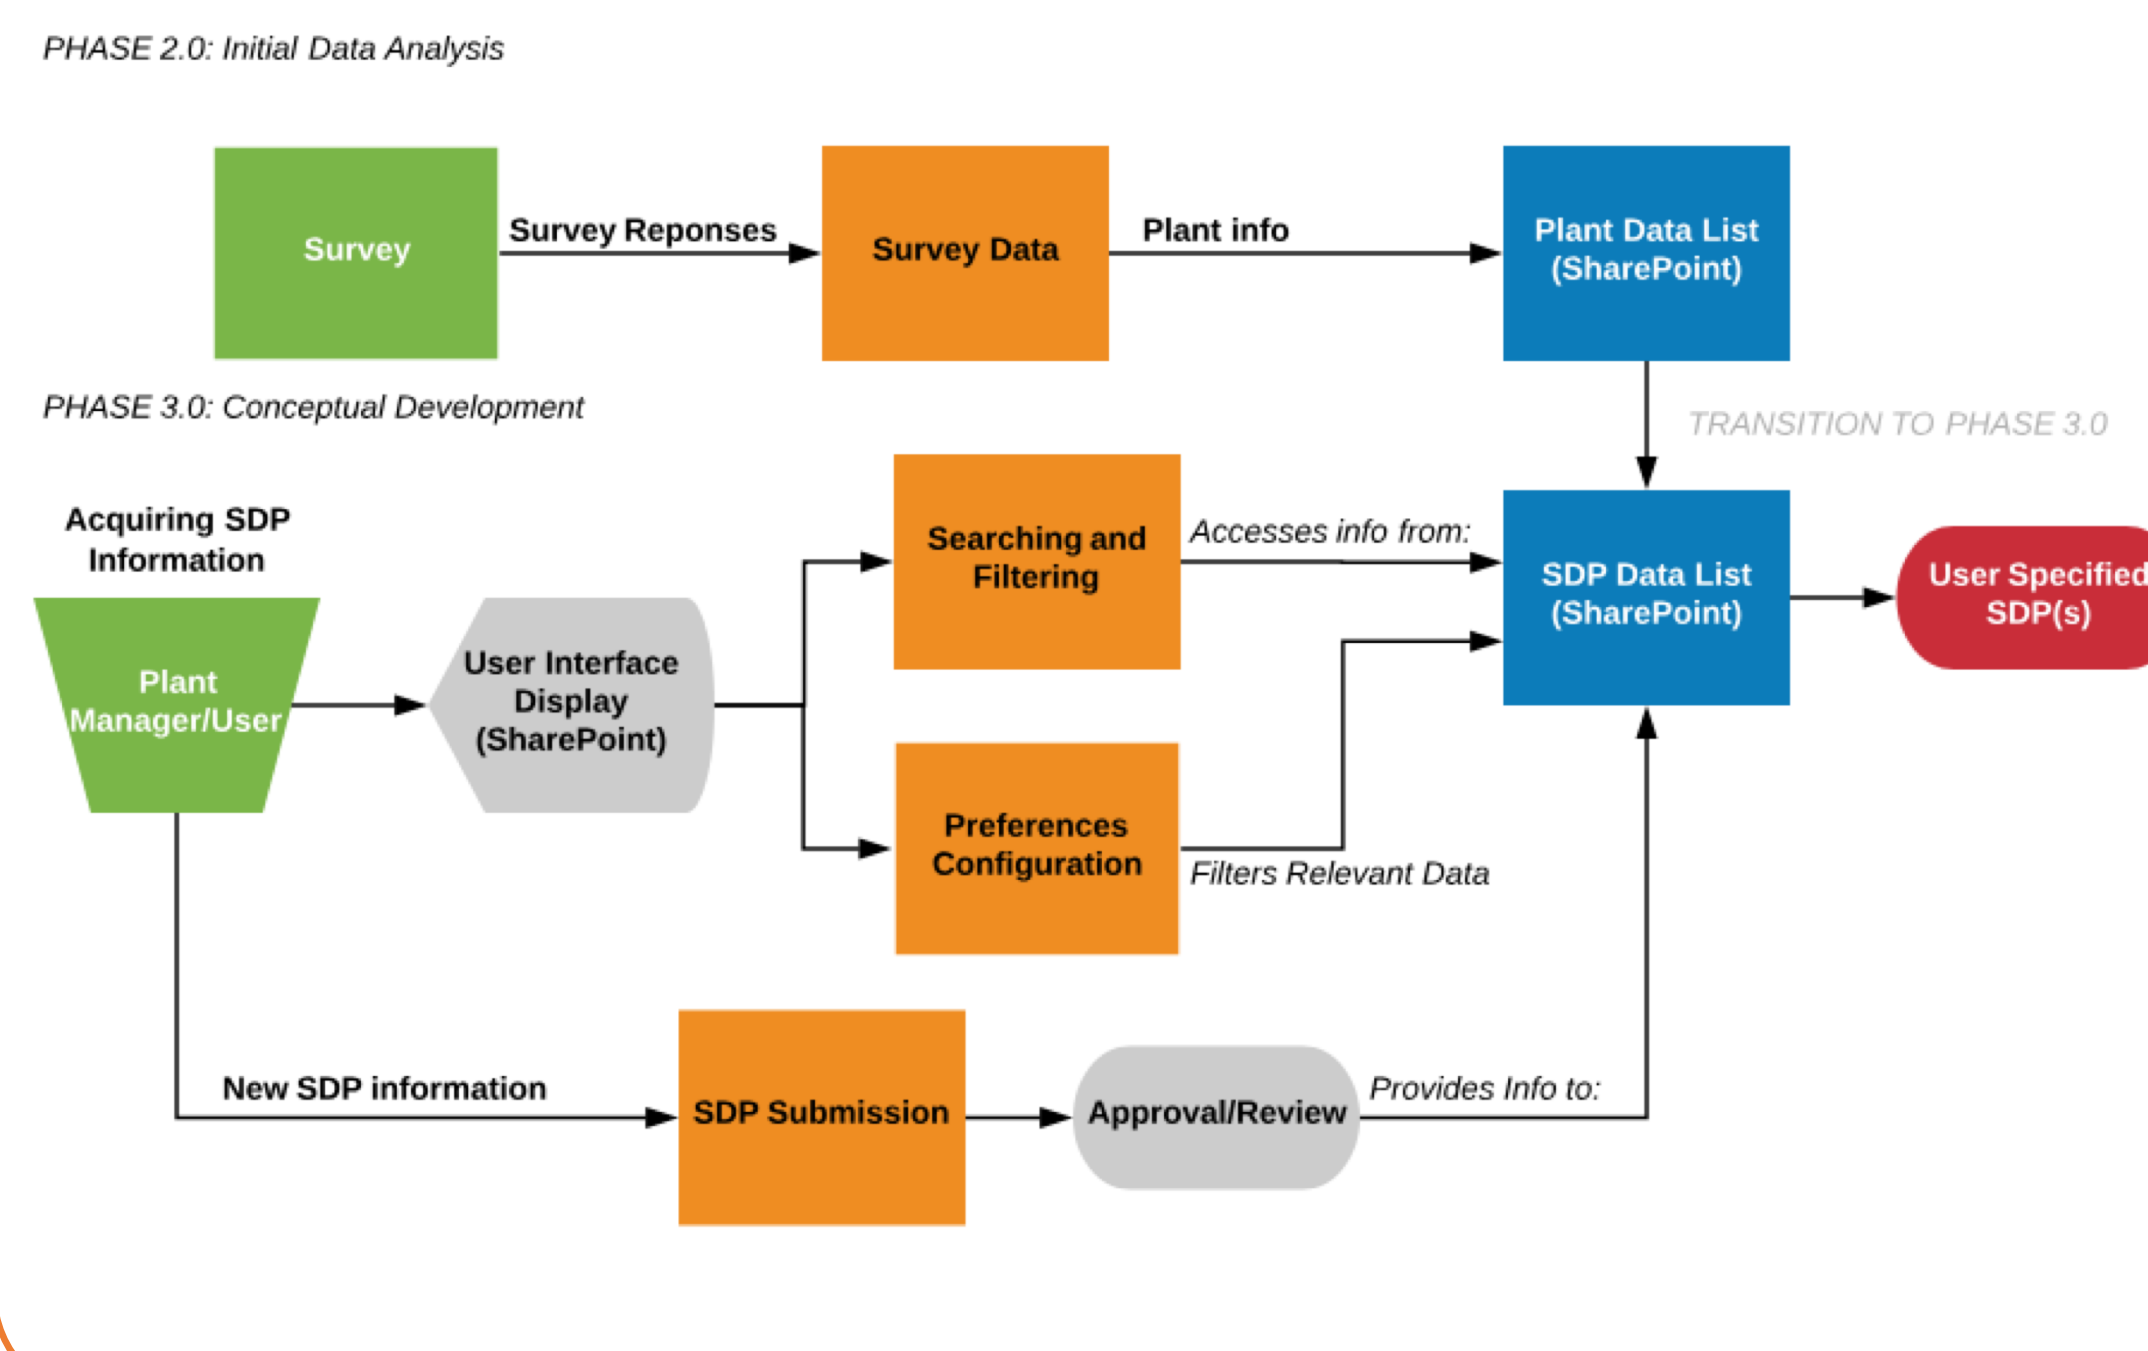 PHASE 2.0: Initial Data Analysis
Survey
Survey Reponses
Survey Data
Plant info
Plant Data List
(SharePoint)
PHASE 3.0: Conceptual Development
TRANSITION TO PHASE 3.0
Acquiring SDP
Information
Plant
Manager/User
User Interface
Display
(SharePoint)
Searching and
Filtering
Accesses info from:
SDP Data List
(SharePoint)
User Specified
SDP(s)
Preferences
Configuration
Filters Relevant Data
New SDP information
SDP Submission
Approval/Review
Provides Info to: